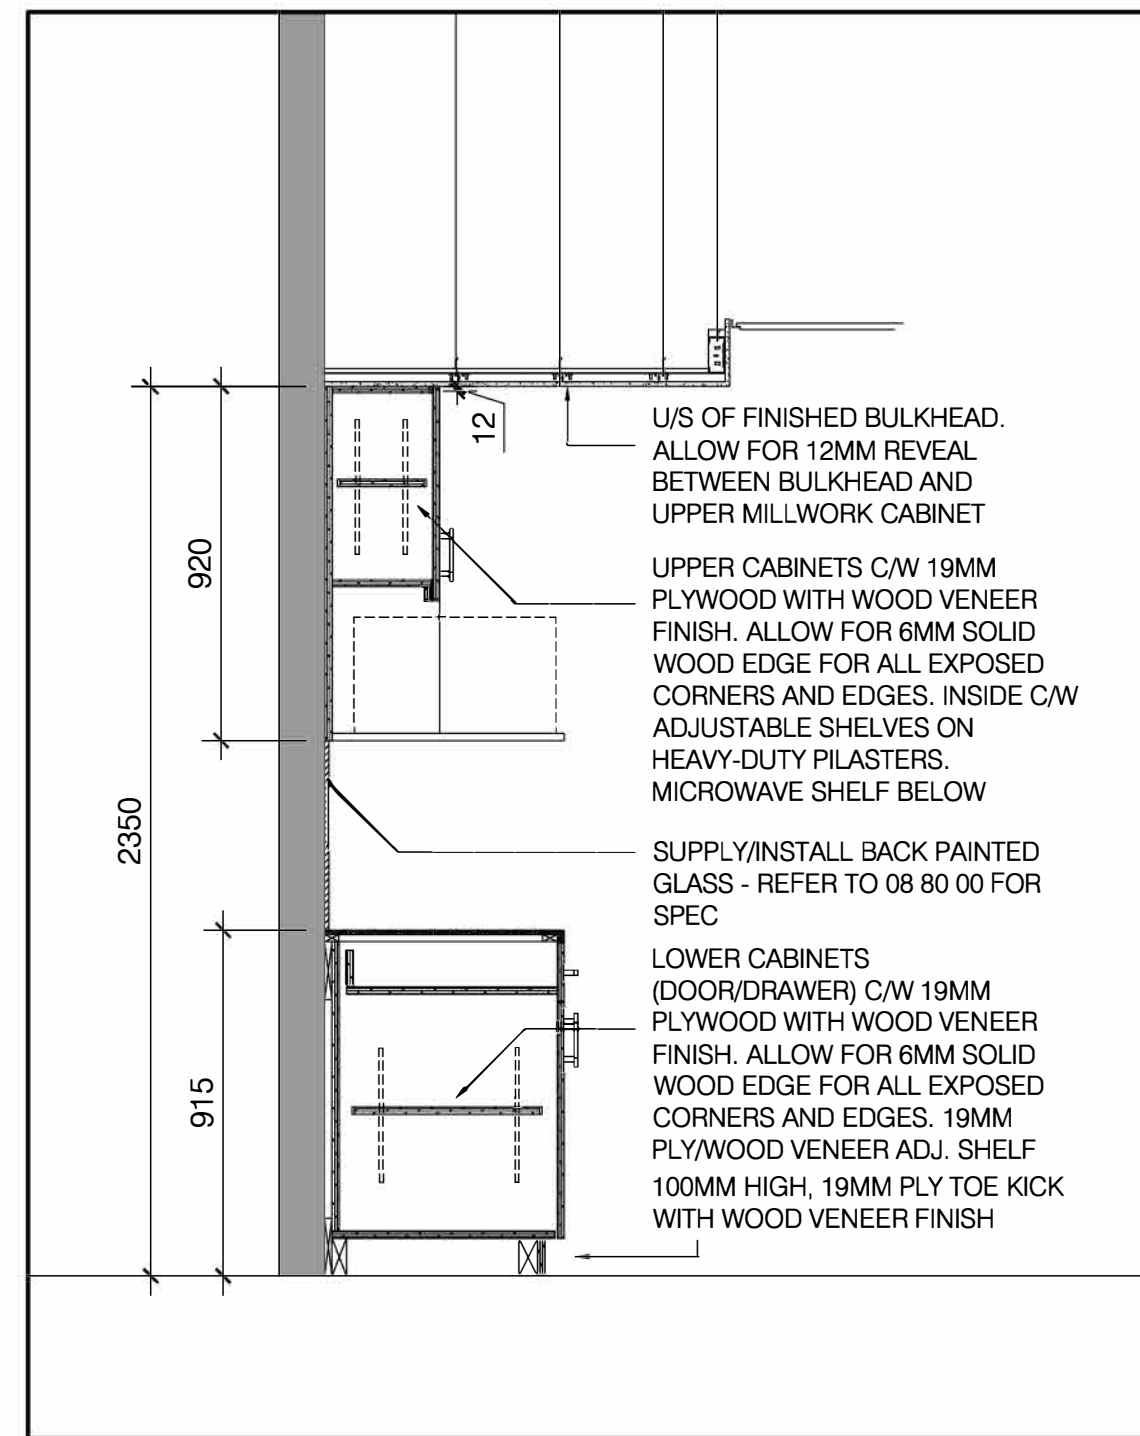 12
U/S OF FINISHED BULKHEAD.
ALLOW FOR 12MM REVEAL
BETWEEN BULKHEAD AND
UPPER MILLWORK CABINET
920
UPPER CABINETS C/W 19MM
PLYWOOD WITH WOOD VENEER
FINISH. ALLOW FOR 6MM SOLID
WOOD EDGE FOR ALL EXPOSED
CORNERS AND EDGES. INSIDE C/W
ADJUSTABLE SHELVES ON
HEAVY-DUTY PILASTERS.
MICROWAVE SHELF BELOW
2350
SUPPLY/INSTALL BACK PAINTED
GLASS - REFER TO 08 80 00 FOR
SPEC
915
LOWER CABINETS
(DOOR/DRAWER) C/W 19MM
PLYWOOD WITH WOOD VENEER
FINISH. ALLOW FOR 6MM SOLID
WOOD EDGE FOR ALL EXPOSED
CORNERS AND EDGES. 19MM
PLY/WOOD VENEER ADJ. SHELF
100MM HIGH, 19MM PLY TOE KICK
WITH WOOD VENEER FINISH